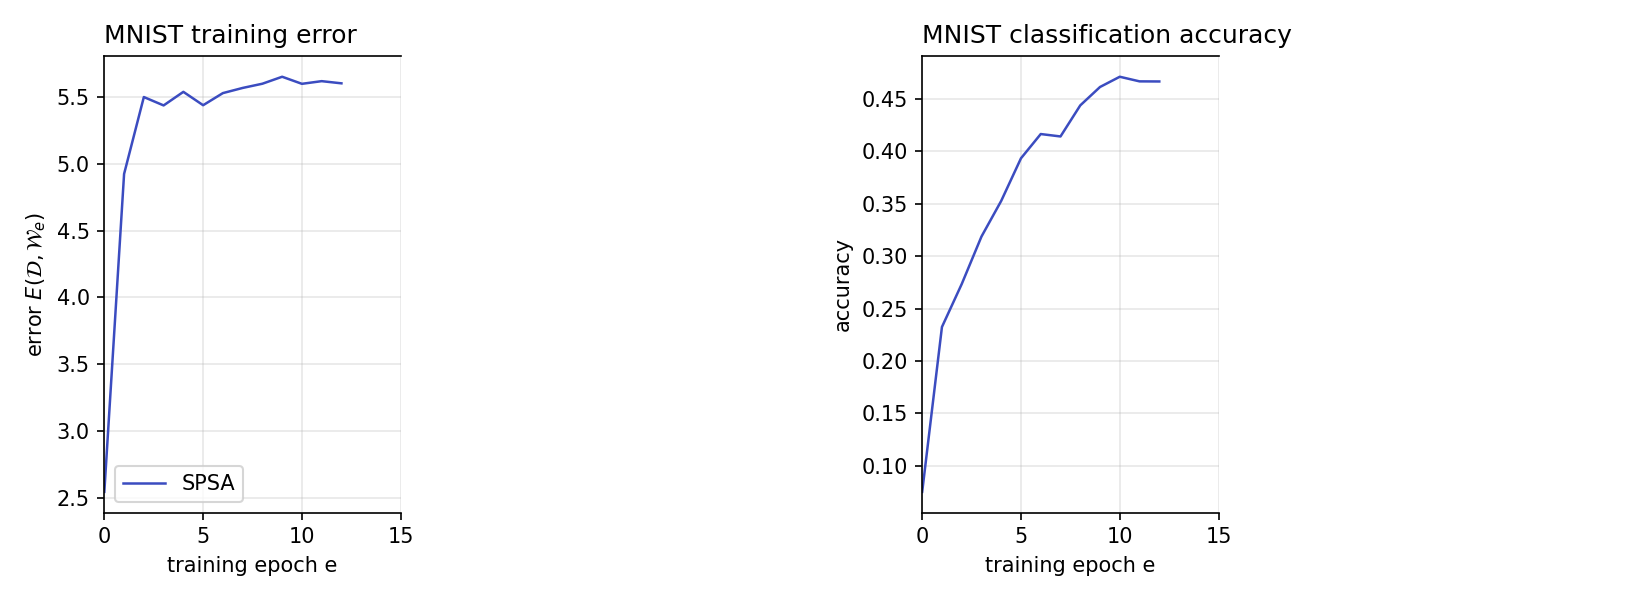 MNIST training error
5.5
5.0
4.5
4.0
3.5
3.0
2.5
error E(𝒟, 𝒲ₑ)
SPSA
0 5 10 15
training epoch e
MNIST classification accuracy
0.45
0.40
0.35
0.30
0.25
0.20
0.15
0.10
accuracy
0 5 10 15
training epoch e